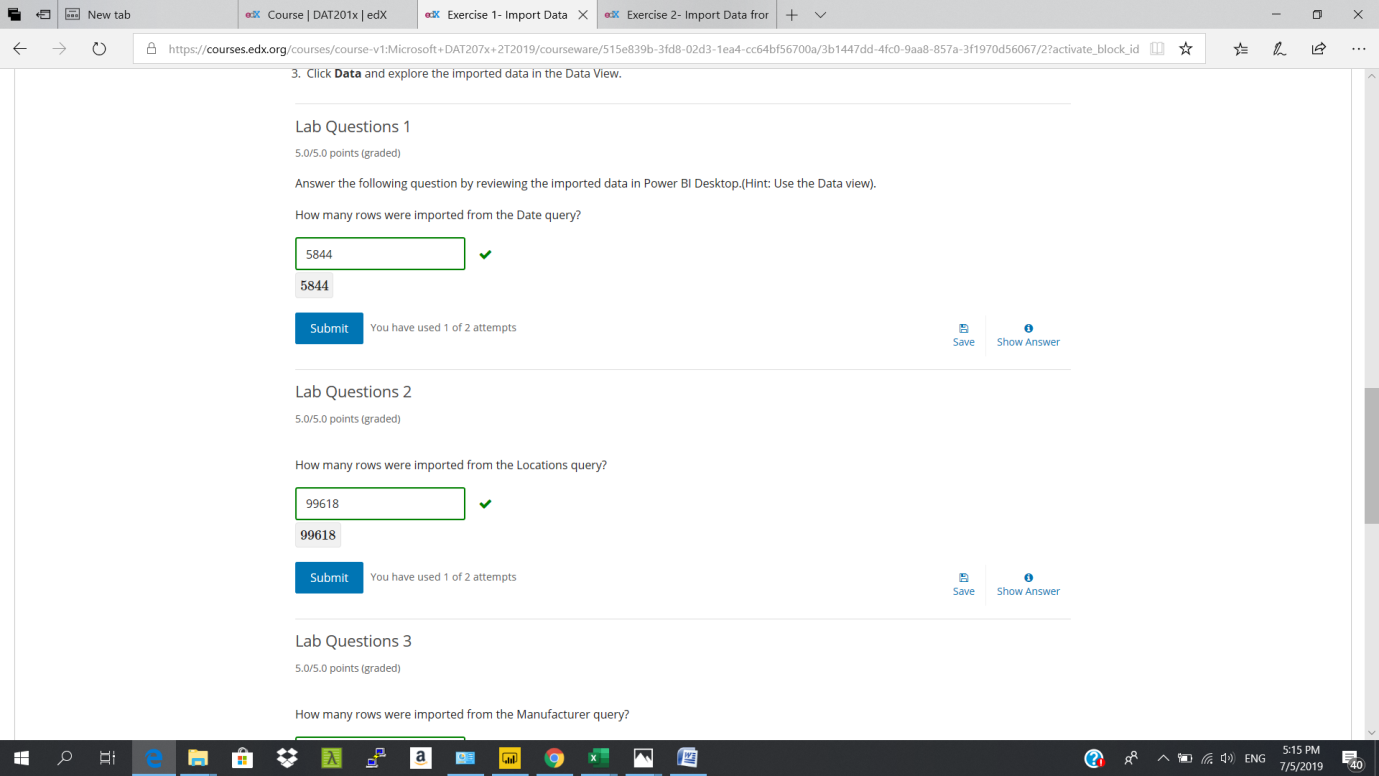 New tab
edX Course | DAT201x | edX
edX Exercise 1- Import Data
edX Exercise 2- Import Data fror
https://courses.edx.org/courses/course-v1:Microsoft+DAT207x+2T2019/courseware/515e839b-3fd8-02d3-1ea4-cc64bf56700a/3b1447dd-4fc0-9aa8-857a-3f1970d56067/2?activate_block_id
3. Click Data and explore the imported data in the Data View.
Lab Questions 1
5.0/5.0 points (graded)
Answer the following question by reviewing the imported data in Power BI Desktop.(Hint: Use the Data view).
How many rows were imported from the Date query?
5844
5844
Submit
You have used 1 of 2 attempts
Save
Show Answer
Lab Questions 2
5.0/5.0 points (graded)
How many rows were imported from the Locations query?
99618
99618
Submit
You have used 1 of 2 attempts
Save
Show Answer
Lab Questions 3
5.0/5.0 points (graded)
How many rows were imported from the Manufacturer query?
ENG
5:15 PM
7/5/2019
40